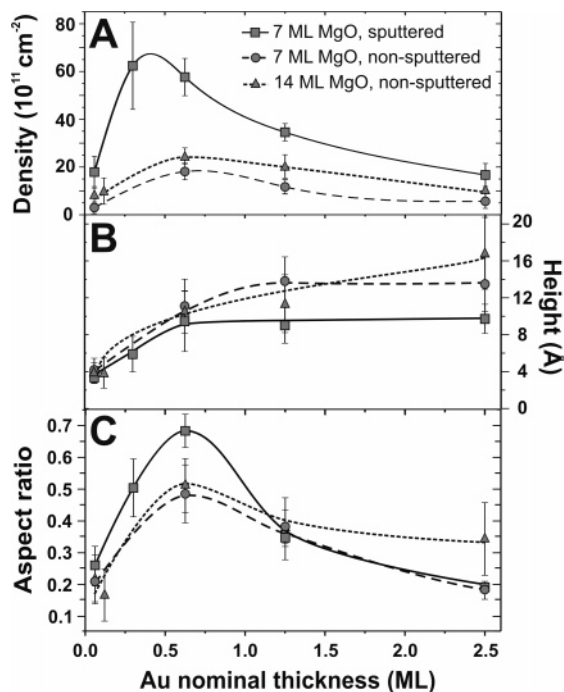 A
7 ML MgO, sputtered
7 ML MgO, non-sputtered
14 ML MgO, non-sputtered
Density (10¹¹ cm⁻²)
80
60
40
20
0
B
Height (Å)
20
16
12
8
4
0
C
Aspect ratio
0.7
0.6
0.5
0.4
0.3
0.2
0.1
0.0 0.5 1.0 1.5 2.0 2.5
Au nominal thickness (ML)